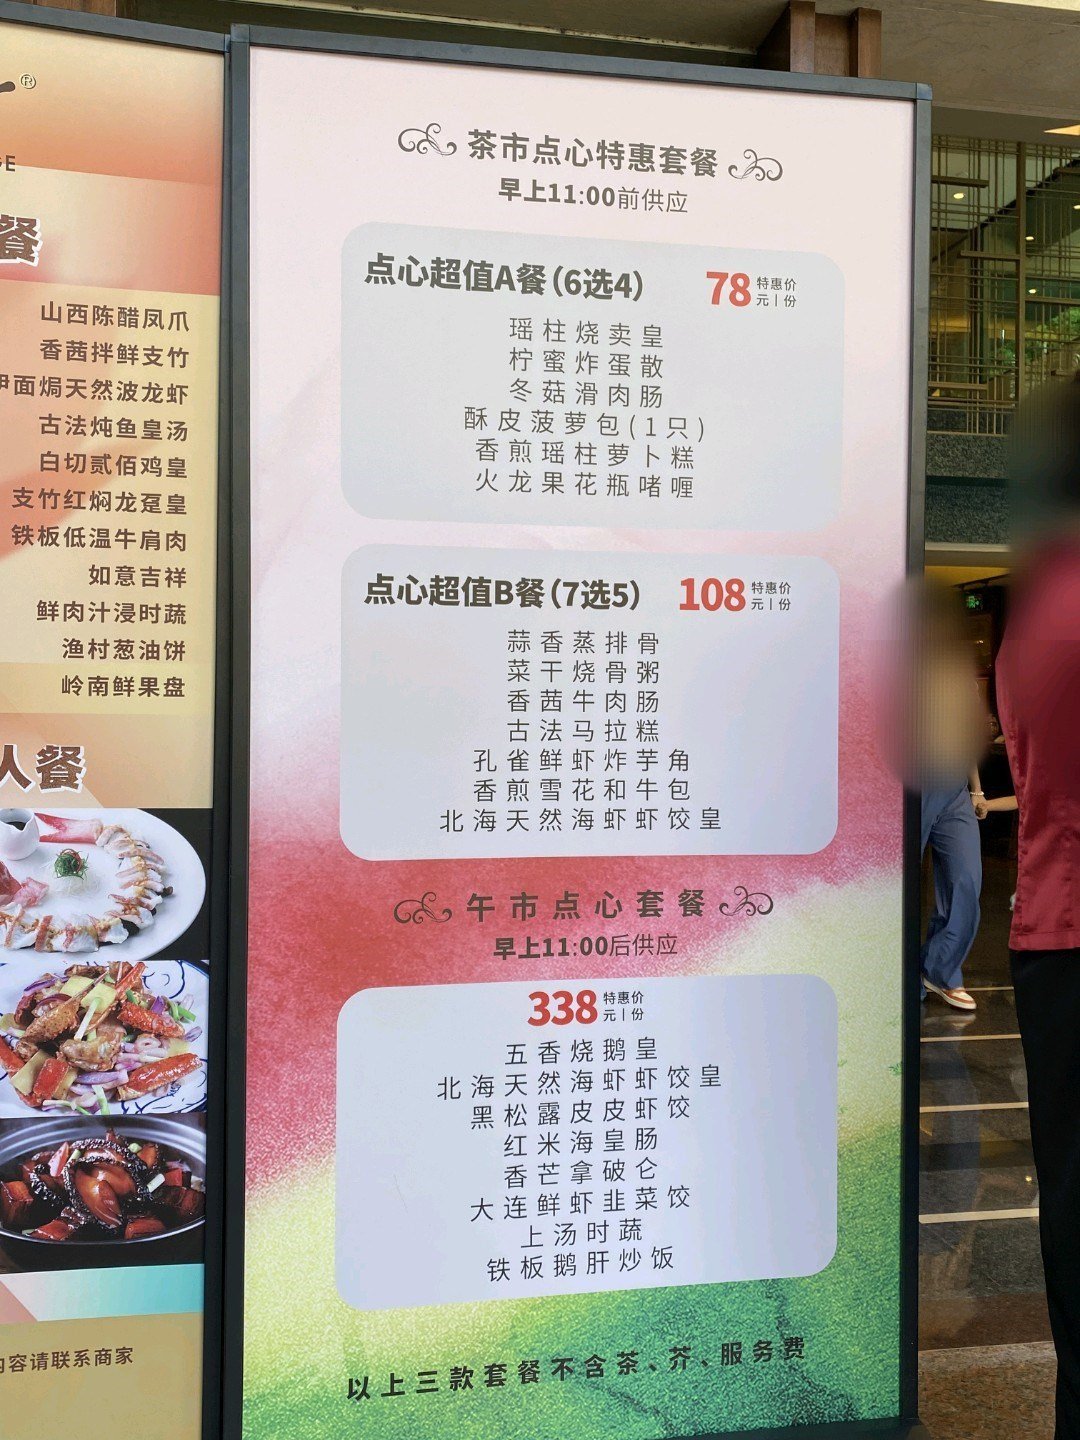 ®
GE
餐
山西陈醋凤爪
香茜拌鲜支竹
伊面焗天然波龙虾
古法炖鱼皇汤
白切贰佰鸡皇
支竹红焖龙趸皇
铁板低温牛肩肉
如意吉祥
鲜肉汁浸时蔬
渔村葱油饼
岭南鲜果盘
人餐
内容请联系商家
茶市点心特惠套餐
早上11:00前供应
点心超值A餐(6选4) 78 特惠价 元|份
瑶柱烧卖皇
柠蜜炸蛋散
冬菇滑肉肠
酥皮菠萝包(1只)
香煎瑶柱萝卜糕
火龙果花瓶啫喱
点心超值B餐(7选5) 108 特惠价 元|份
蒜香蒸排骨
菜干烧骨粥
香茜牛肉肠
古法马拉糕
孔雀鲜虾炸芋角
香煎雪花和牛包
北海天然海虾虾饺皇
午市点心套餐
早上11:00后供应
338 特惠价 元|份
五香烧鹅皇
北海天然海虾虾饺皇
黑松露皮皮虾饺
红米海皇肠
香芒拿破仑
大连鲜虾韭菜饺
上汤时蔬
铁板鹅肝炒饭
以上三款套餐不含茶、芥、服务费